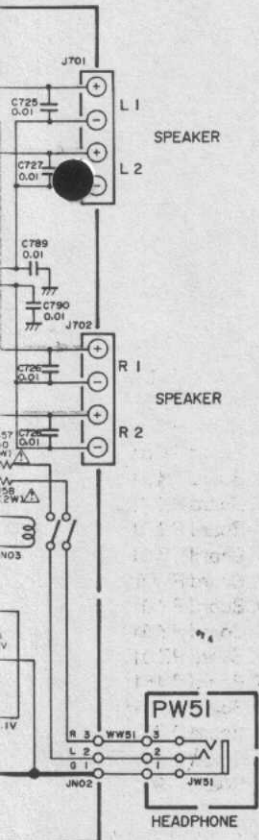 J701
C725
0.01
L 1
SPEAKER
C727
0.01
L 2
C789
0.01
C790
0.01
J702
C726
0.01
R 1
SPEAKER
C728
0.01
R 2
JN03
R 3 WW51 3
L 2 2
G 1 1
JN02
JW51
PW51
HEADPHONE